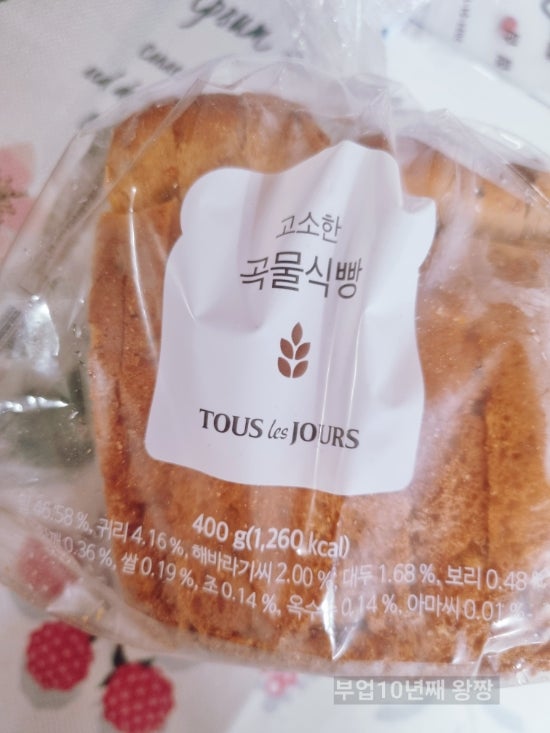 고소한
곡물식빵
TOUS les JOURS
400 g(1,260 kcal)
46.58 %, 귀리 4.16 %, 해바라기씨 2.00 %, 대두 1.68 %, 보리 0.48 %
0.36 %, 쌀 0.19 %, 조 0.14 %, 옥수수 0.14 %, 아마씨 0.01 %
부업10년째 왕짱